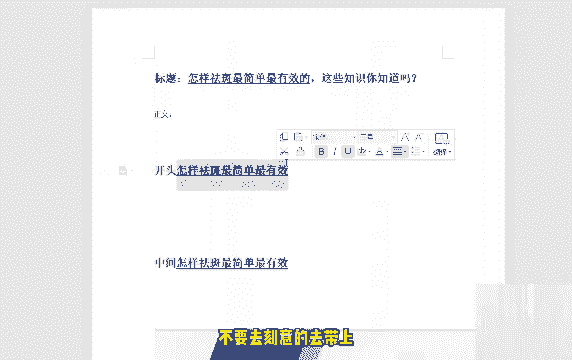 标题：怎样祛斑最简单最有效的，这些知识你知道吗？
正文：
B I U
开头怎样祛斑最简单最有效
中间怎样祛斑最简单最有效
不要去刻意的去带上